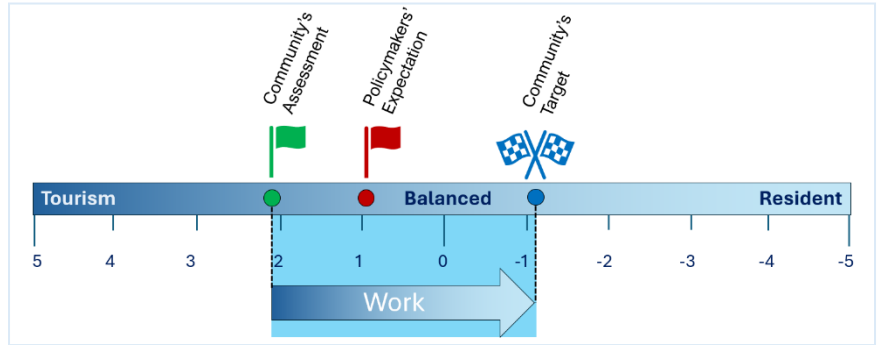 Community's
Assessment
Policymakers'
Expectation
Community's
Target
Tourism Balanced Resident
5 4 3 2 1 0 -1 -2 -3 -4 -5
Work